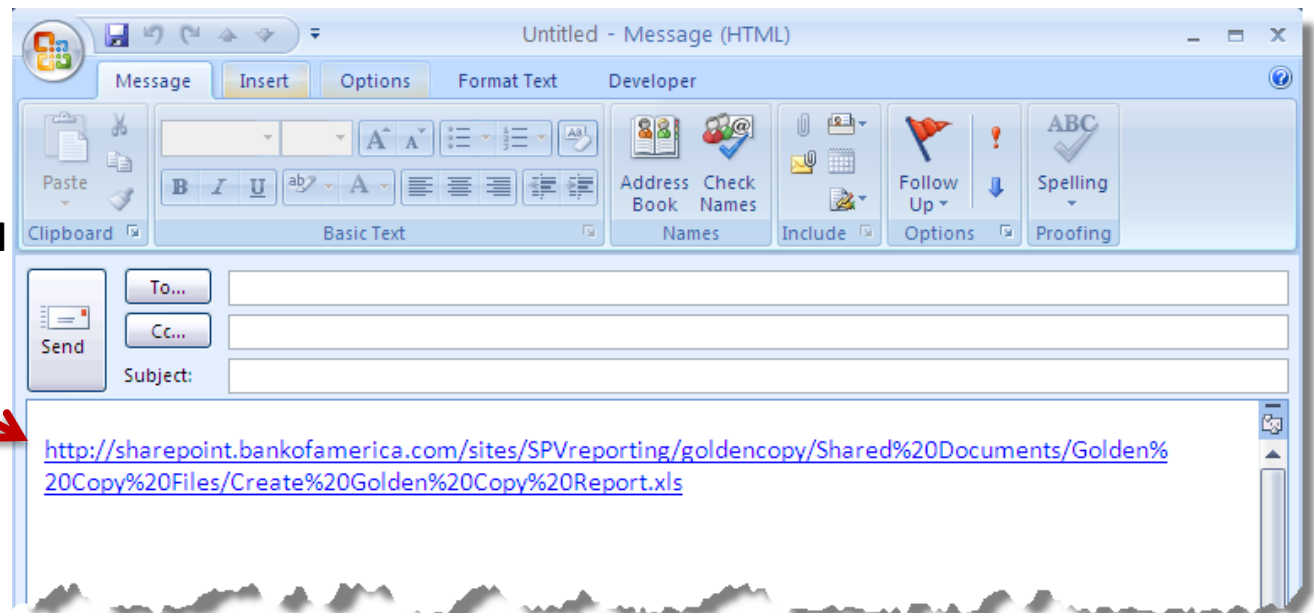 Untitled - Message (HTML)
Message Insert Options Format Text Developer
Paste
Address Book
Check Names
Follow Up
ABC
Spelling
B I U ab A A A
Clipboard Basic Text Names Include Options Proofing
To...
Cc...
Send
Subject:
http://sharepoint.bankofamerica.com/sites/SPVreporting/goldencopy/Shared%20Documents/Golden%
20Copy%20Files/Create%20Golden%20Copy%20Report.xls